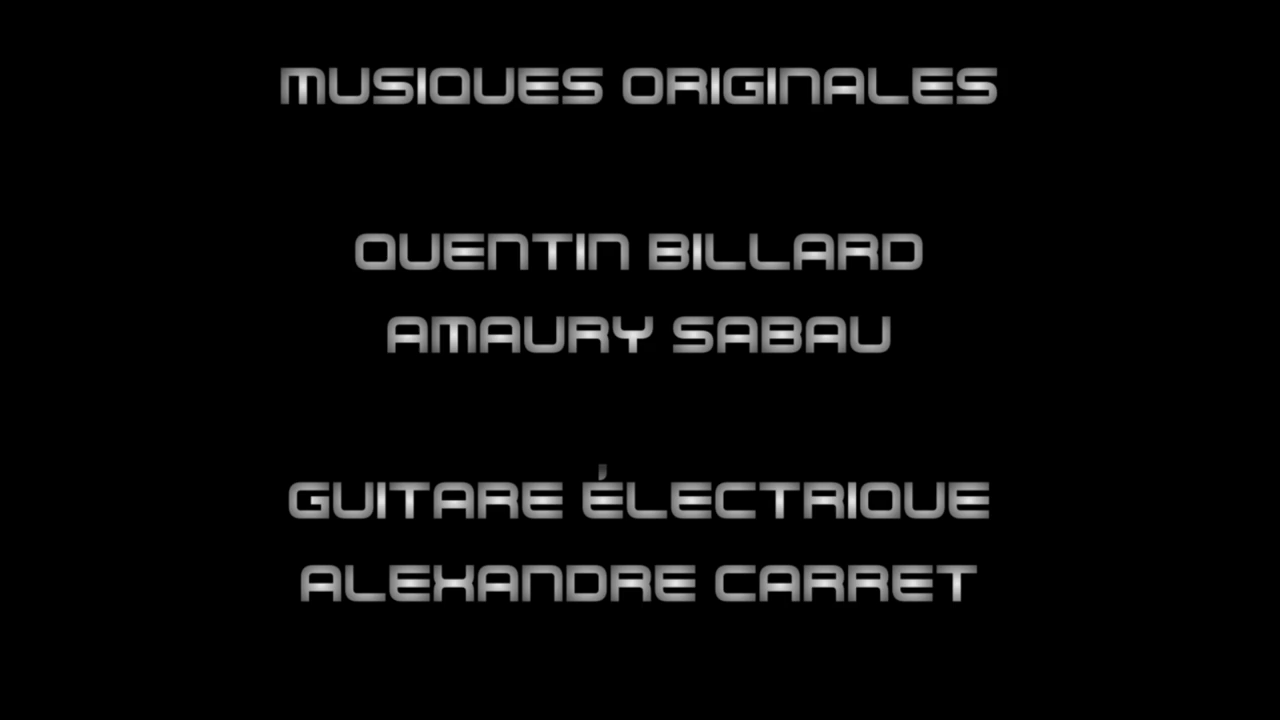 MUSIQUES ORIGINALES
QUENTIN BILLARD
AMAURY SABAU
GUITARE ÉLECTRIQUE
ALEXANDRE CARRET